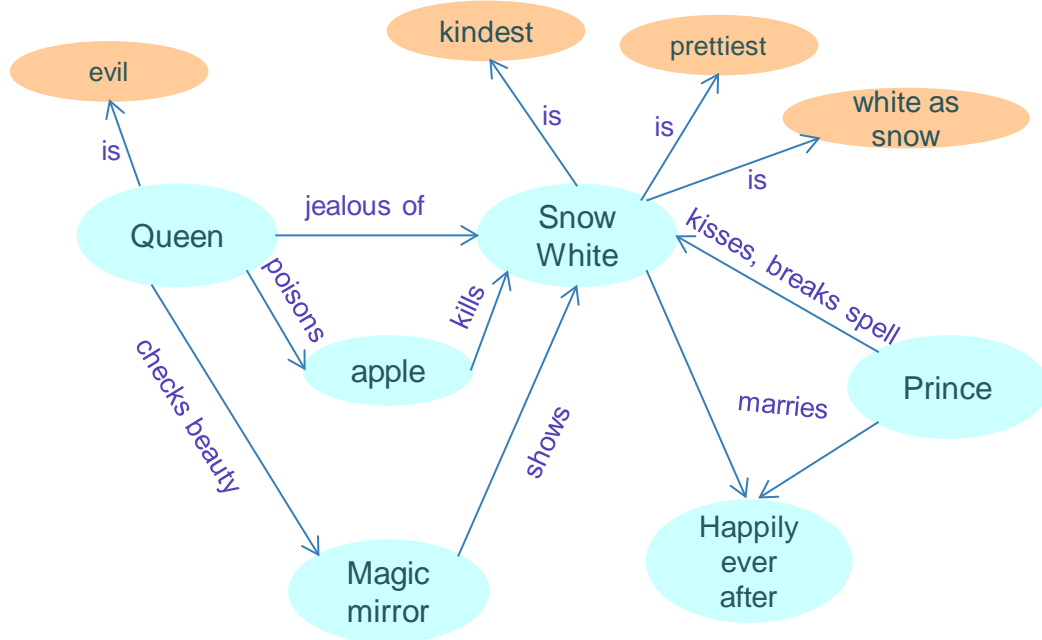 kindest
prettiest
evil
white as
snow
is
is
is
is
jealous of
Queen
Snow
White
kisses, breaks spell
poisons
kills
apple
Prince
checks beauty
marries
shows
Happily
ever
after
Magic
mirror